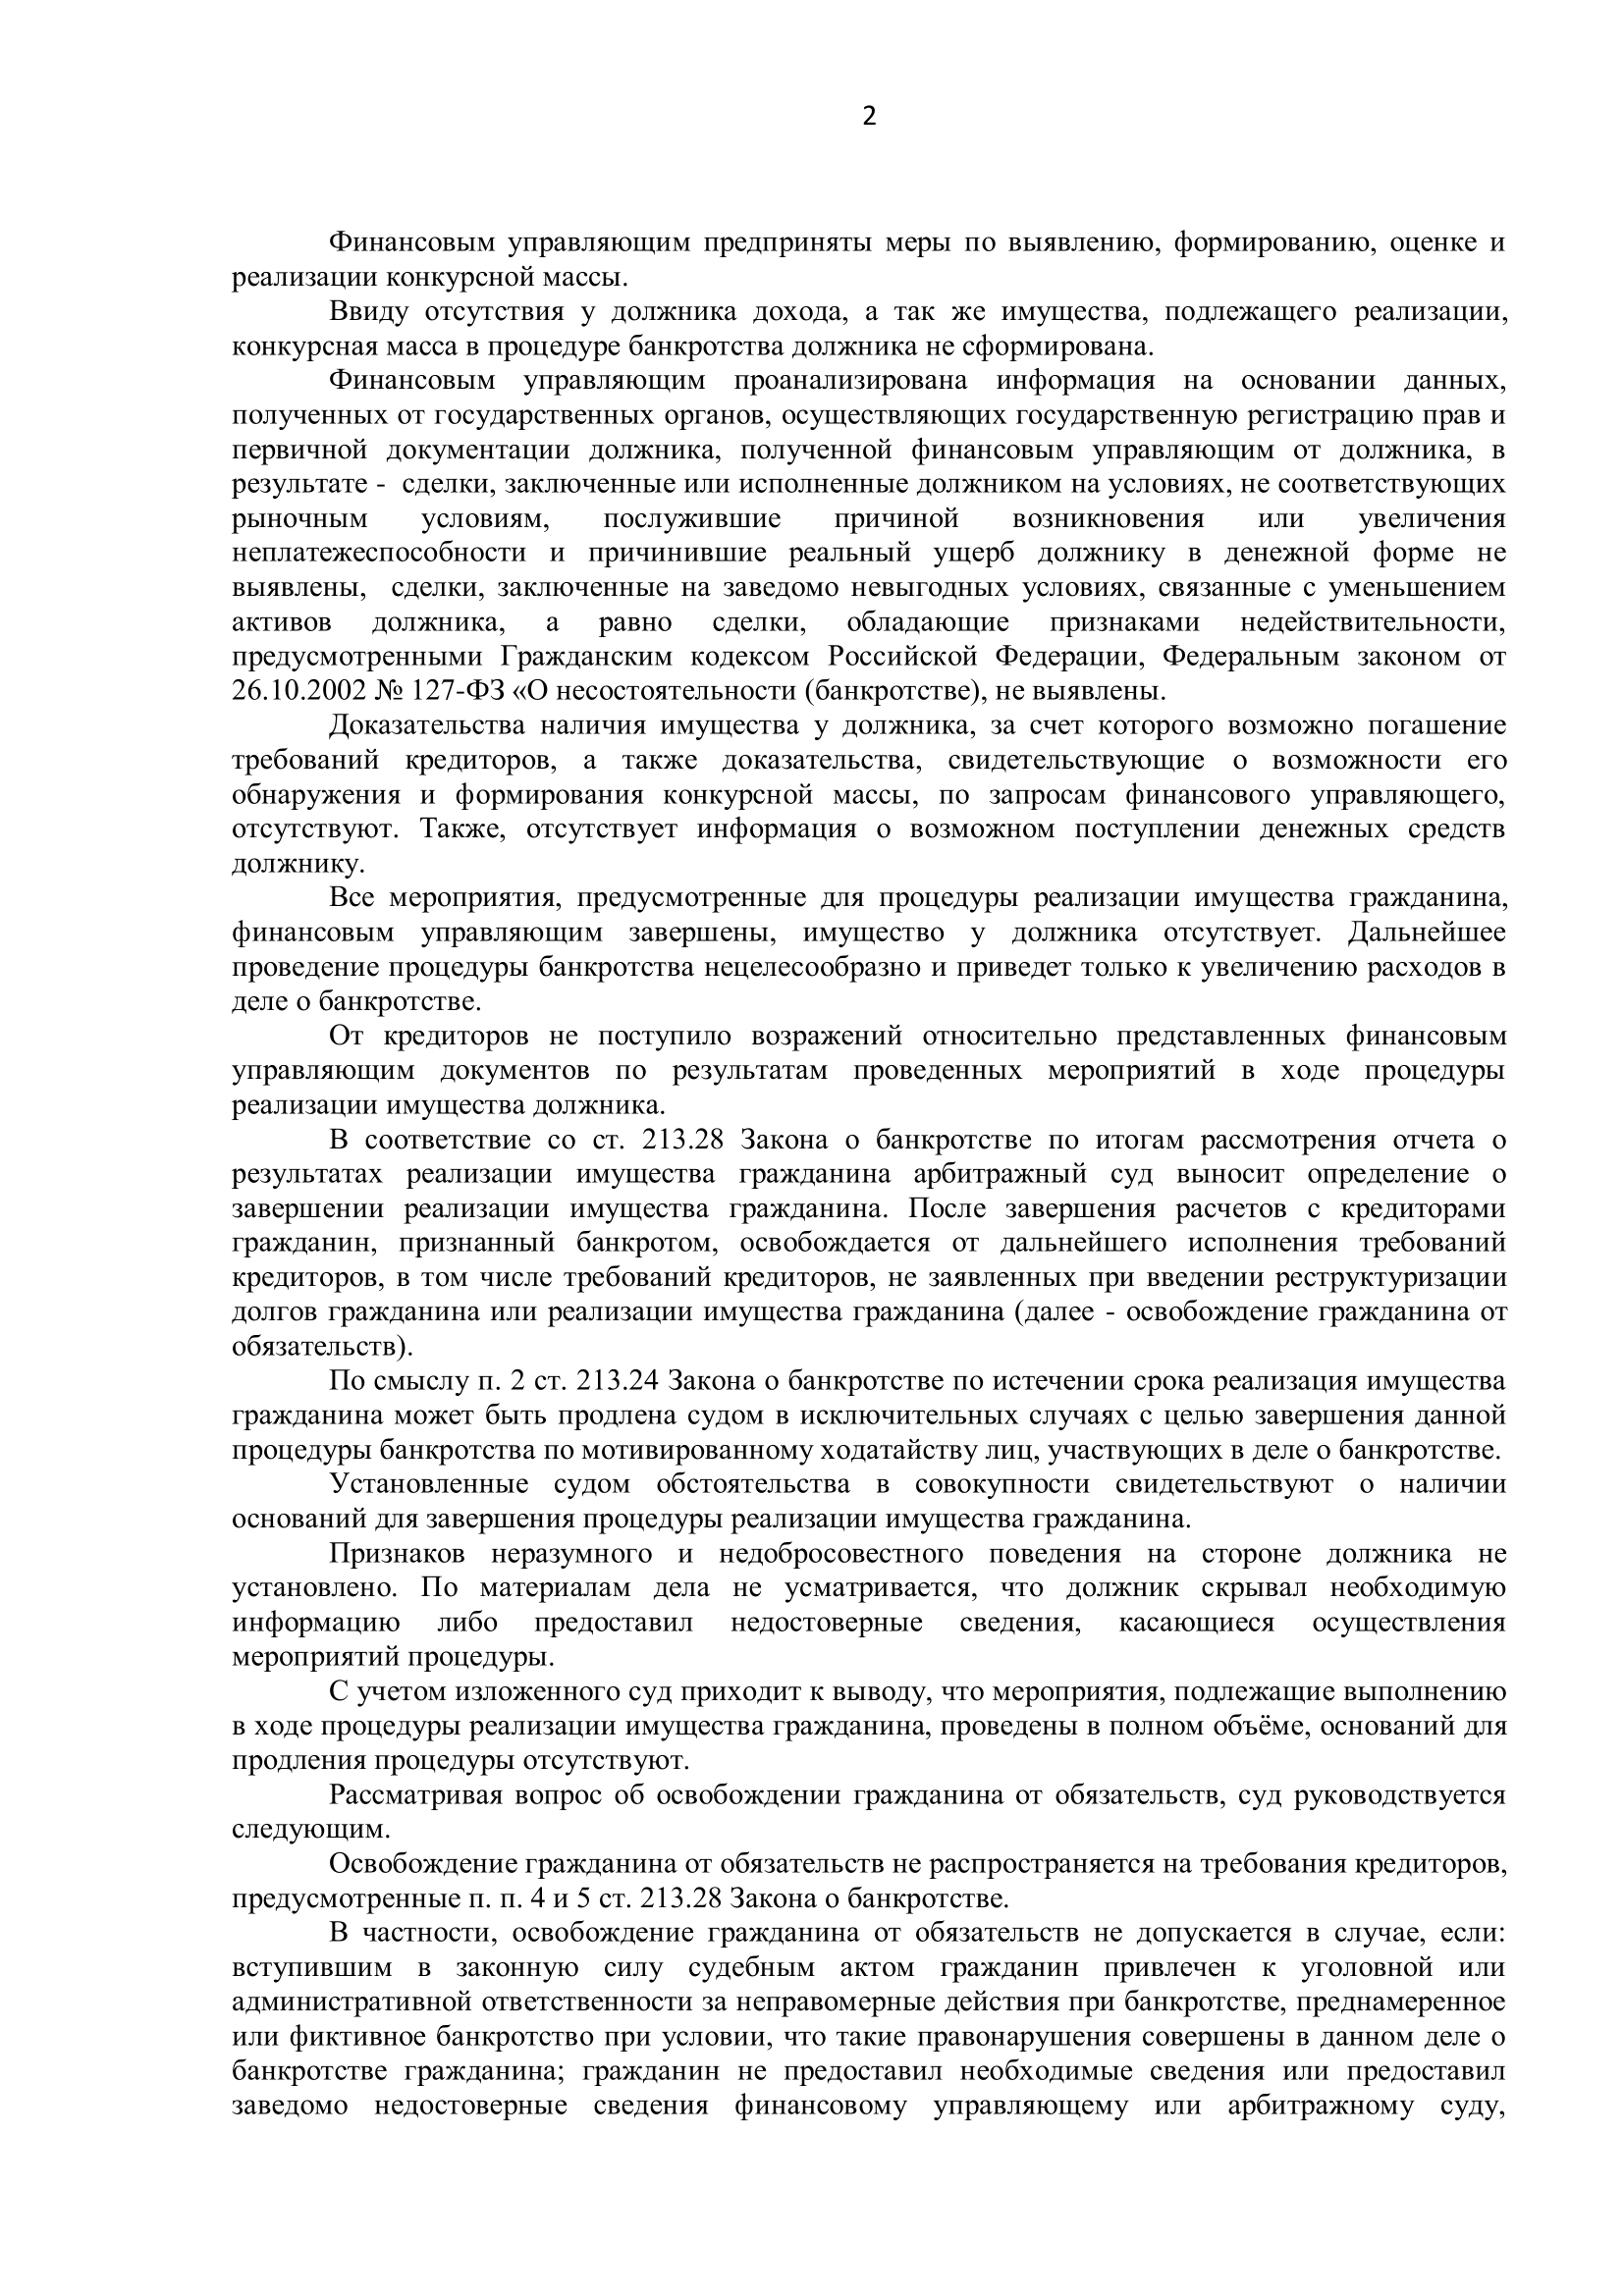 2
Финансовым управляющим предприняты меры по выявлению, формированию, оценке и
реализации конкурсной массы.
Ввиду отсутствия у должника дохода, а так же имущества, подлежащего реализации,
конкурсная масса в процедуре банкротства должника не сформирована.
Финансовым управляющим проанализирована информация на основании данных,
полученных от государственных органов, осуществляющих государственную регистрацию прав и
первичной документации должника, полученной финансовым управляющим от должника, в
результате -  сделки, заключенные или исполненные должником на условиях, не соответствующих
рыночным условиям, послужившие причиной возникновения или увеличения
неплатежеспособности и причинившие реальный ущерб должнику в денежной форме не
выявлены,  сделки, заключенные на заведомо невыгодных условиях, связанные с уменьшением
активов должника, а равно сделки, обладающие признаками недействительности,
предусмотренными Гражданским кодексом Российской Федерации, Федеральным законом от
26.10.2002 № 127-ФЗ «О несостоятельности (банкротстве), не выявлены.
Доказательства наличия имущества у должника, за счет которого возможно погашение
требований кредиторов, а также доказательства, свидетельствующие о возможности его
обнаружения и формирования конкурсной массы, по запросам финансового управляющего,
отсутствуют. Также, отсутствует информация о возможном поступлении денежных средств
должнику.
Все мероприятия, предусмотренные для процедуры реализации имущества гражданина,
финансовым управляющим завершены, имущество у должника отсутствует. Дальнейшее
проведение процедуры банкротства нецелесообразно и приведет только к увеличению расходов в
деле о банкротстве.
От кредиторов не поступило возражений относительно представленных финансовым
управляющим документов по результатам проведенных мероприятий в ходе процедуры
реализации имущества должника.
В соответствие со ст. 213.28 Закона о банкротстве по итогам рассмотрения отчета о
результатах реализации имущества гражданина арбитражный суд выносит определение о
завершении реализации имущества гражданина. После завершения расчетов с кредиторами
гражданин, признанный банкротом, освобождается от дальнейшего исполнения требований
кредиторов, в том числе требований кредиторов, не заявленных при введении реструктуризации
долгов гражданина или реализации имущества гражданина (далее - освобождение гражданина от
обязательств).
По смыслу п. 2 ст. 213.24 Закона о банкротстве по истечении срока реализация имущества
гражданина может быть продлена судом в исключительных случаях с целью завершения данной
процедуры банкротства по мотивированному ходатайству лиц, участвующих в деле о банкротстве.
Установленные судом обстоятельства в совокупности свидетельствуют о наличии
оснований для завершения процедуры реализации имущества гражданина.
Признаков неразумного и недобросовестного поведения на стороне должника не
установлено. По материалам дела не усматривается, что должник скрывал необходимую
информацию либо предоставил недостоверные сведения, касающиеся осуществления
мероприятий процедуры.
С учетом изложенного суд приходит к выводу, что мероприятия, подлежащие выполнению
в ходе процедуры реализации имущества гражданина, проведены в полном объёме, оснований для
продления процедуры отсутствуют.
Рассматривая вопрос об освобождении гражданина от обязательств, суд руководствуется
следующим.
Освобождение гражданина от обязательств не распространяется на требования кредиторов,
предусмотренные п. п. 4 и 5 ст. 213.28 Закона о банкротстве.
В частности, освобождение гражданина от обязательств не допускается в случае, если:
вступившим в законную силу судебным актом гражданин привлечен к уголовной или
административной ответственности за неправомерные действия при банкротстве, преднамеренное
или фиктивное банкротство при условии, что такие правонарушения совершены в данном деле о
банкротстве гражданина; гражданин не предоставил необходимые сведения или предоставил
заведомо недостоверные сведения финансовому управляющему или арбитражному суду,